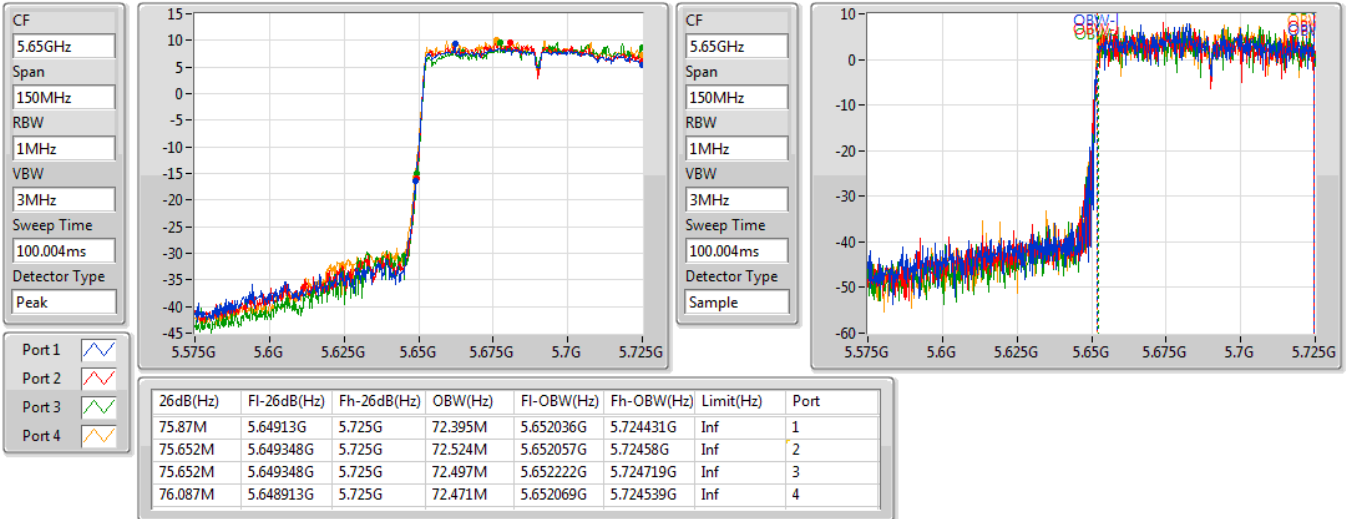 CF
5.65GHz
Span
150MHz
RBW
1MHz
VBW
3MHz
Sweep Time
100.004ms
Detector Type
Peak
15
10
5
0
-5
-10
-15
-20
-25
-30
-35
-40
-45
5.575G 5.6G 5.625G 5.65G 5.675G 5.7G 5.725G
CF
5.65GHz
Span
150MHz
RBW
1MHz
VBW
3MHz
Sweep Time
100.004ms
Detector Type
Sample
10
0
-10
-20
-30
-40
-50
-60
5.575G 5.6G 5.625G 5.65G 5.675G 5.7G 5.725G
Port 1
Port 2
Port 3
Port 4
26dB(Hz) Fl-26dB(Hz) Fh-26dB(Hz) OBW(Hz) Fl-OBW(Hz) Fh-OBW(Hz) Limit(Hz) Port
75.87M 5.64913G 5.725G 72.395M 5.652036G 5.724431G Inf 1
75.652M 5.649348G 5.725G 72.524M 5.652057G 5.72458G Inf 2
75.652M 5.649348G 5.725G 72.497M 5.652222G 5.724719G Inf 3
76.087M 5.648913G 5.725G 72.471M 5.652069G 5.724539G Inf 4